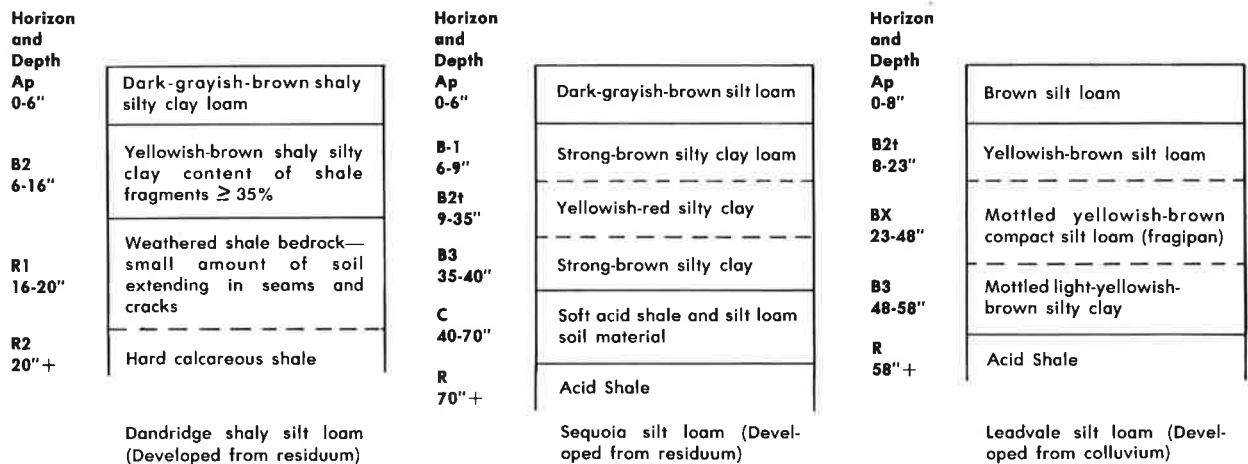 Horizon
and
Depth
Ap
0-6"
Dark-grayish-brown shaly
silty clay loam
B2
6-16"
Yellowish-brown shaly silty
clay content of shale
fragments ≥ 35%
R1
16-20"
Weathered shale bedrock—
small amount of soil
extending in seams and
cracks
R2
20"+
Hard calcareous shale
Dandridge shaly silt loam
(Developed from residuum)
Horizon
and
Depth
Ap
0-6"
Dark-grayish-brown silt loam
B-1
6-9"
Strong-brown silty clay loam
B2t
9-35"
Yellowish-red silty clay
B3
35-40"
Strong-brown silty clay
C
40-70"
Soft acid shale and silt loam
soil material
R
70"+
Acid Shale
Sequoia silt loam (Devel-
oped from residuum)
Horizon
and
Depth
Ap
0-8"
Brown silt loam
B2t
8-23"
Yellowish-brown silt loam
BX
23-48"
Mottled yellowish-brown
compact silt loam (fragipan)
B3
48-58"
Mottled light-yellowish-
brown silty clay
R
58"+
Acid Shale
Leadvale silt loam (Devel-
oped from colluvium)